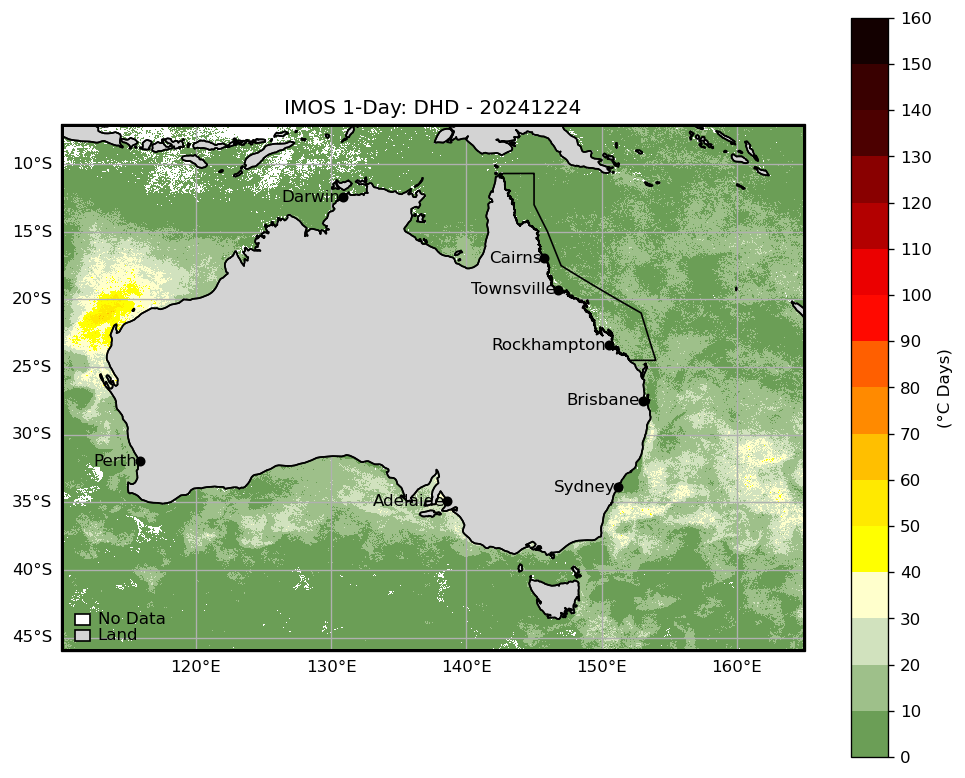 IMOS 1-Day: DHD - 20241224
160
150
140
130
120
110
100
90
80
70
60
50
40
30
20
10
0
(°C Days)
10°S
15°S
20°S
25°S
30°S
35°S
40°S
45°S
Darwin
Cairns
Townsville
Rockhampton
Brisbane
Perth
Sydney
Adelaide
No Data
Land
120°E
130°E
140°E
150°E
160°E